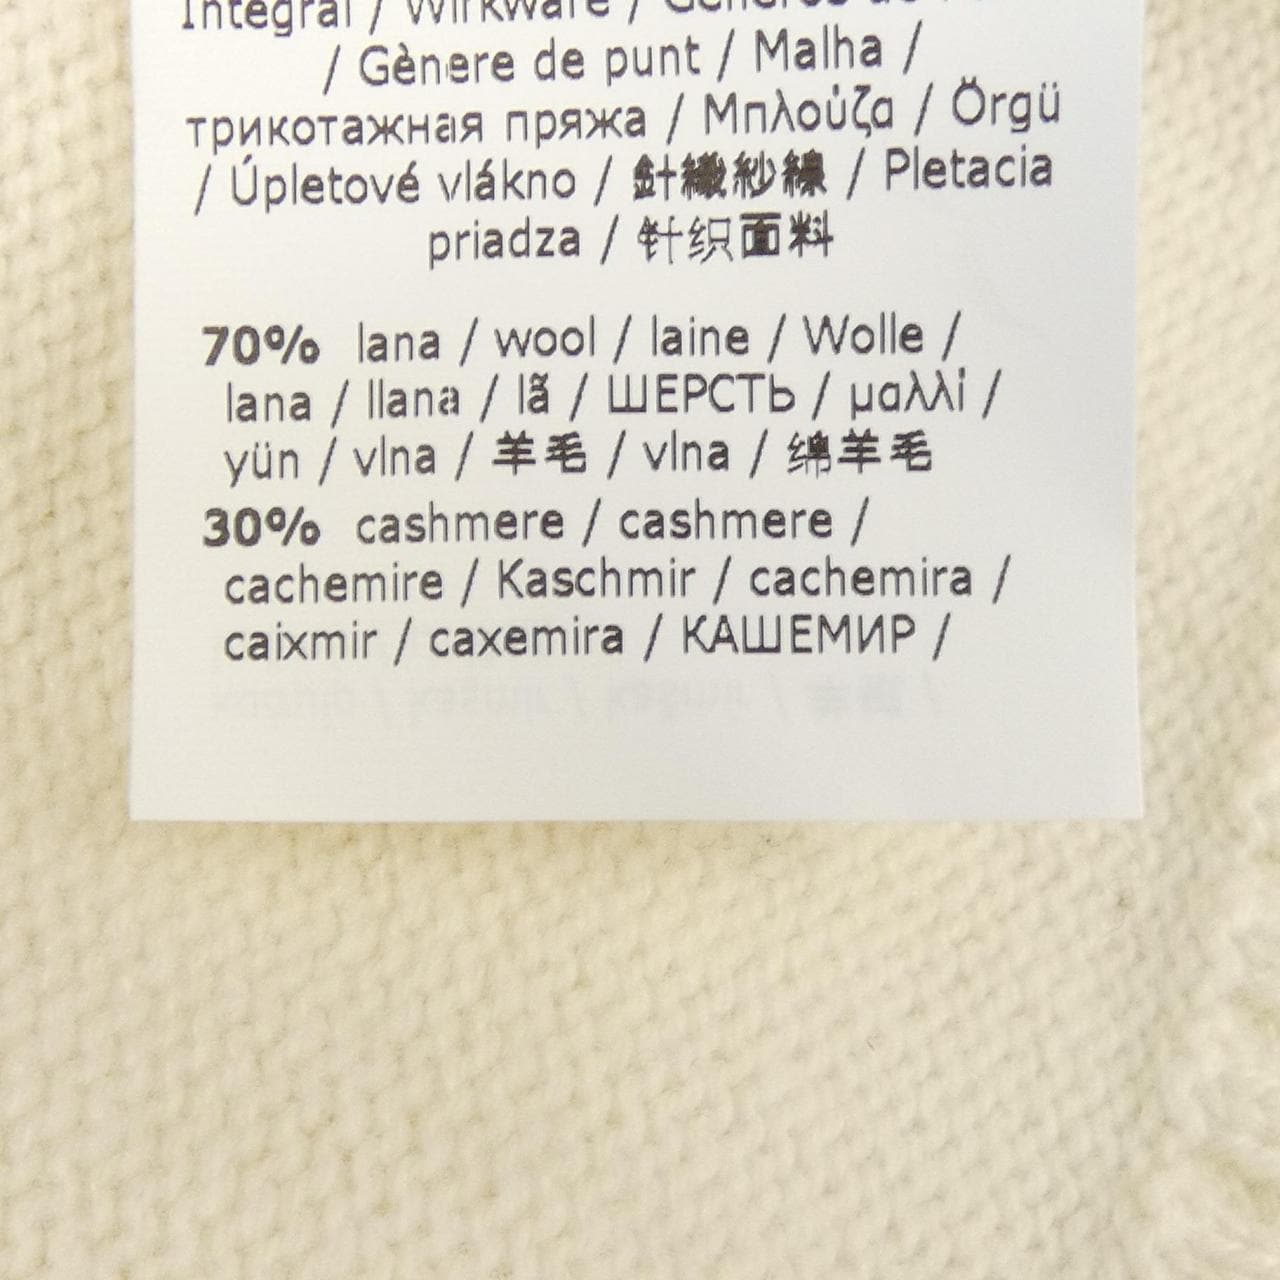 Integral / Wirkware / Géneros de
/ Gènere de punt / Malha /
трикотажная пряжа / Μπλούζα / Örgü
/ Úpletové vlákno / 針織紗線 / Pletacia
priadza / 针织面料
70% lana / wool / laine / Wolle /
lana / llana / lã / ШЕРСТЬ / μαλλί /
yün / vlna / 羊毛 / vlna / 绵羊毛
30% cashmere / cashmere /
cachemire / Kaschmir / cachemira /
caixmir / caxemira / КАШЕМИР /